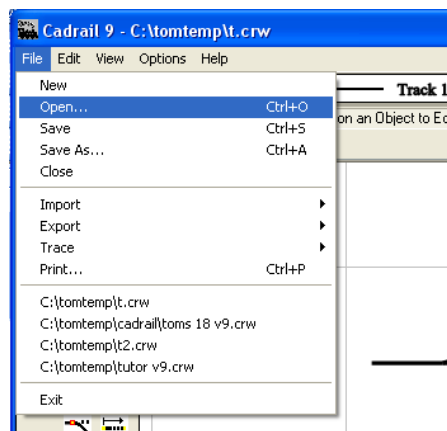 Cadrail 9 - C:\tomtemp\t.crw
File Edit View Options Help
New
Open... Ctrl+O
Save Ctrl+S
Save As... Ctrl+A
Close
Import
Export
Trace
Print... Ctrl+P
C:\tomtemp\t.crw
C:\tomtemp\cadrail\toms 18 v9.crw
C:\tomtemp\t2.crw
C:\tomtemp\tutor v9.crw
Exit
Track 1
on an Object to Ed